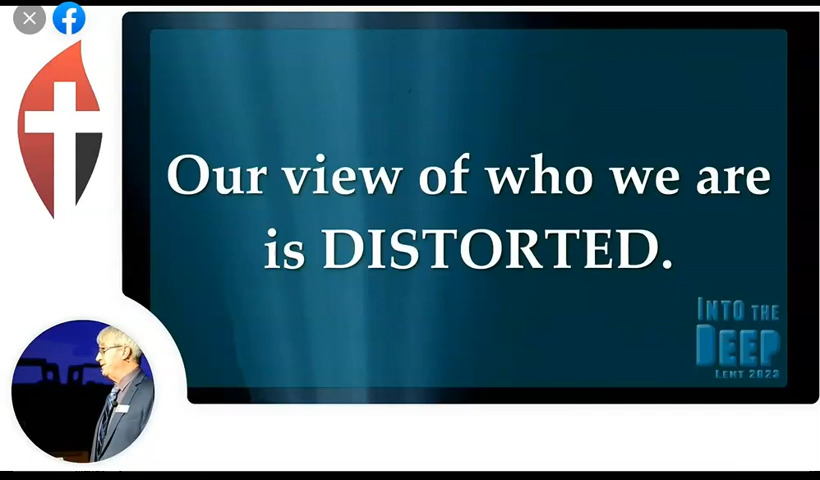 Our view of who we are
is DISTORTED.
INTO THE
DEEP
LENT 2023